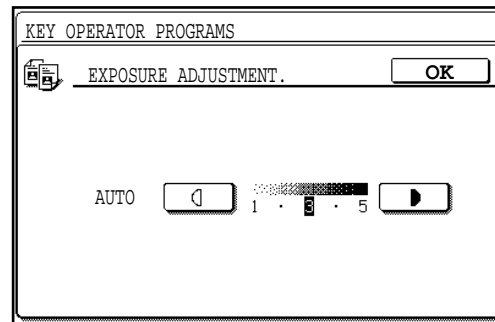 KEY OPERATOR PROGRAMS
EXPOSURE ADJUSTMENT. OK
AUTO
1 · 3 · 5